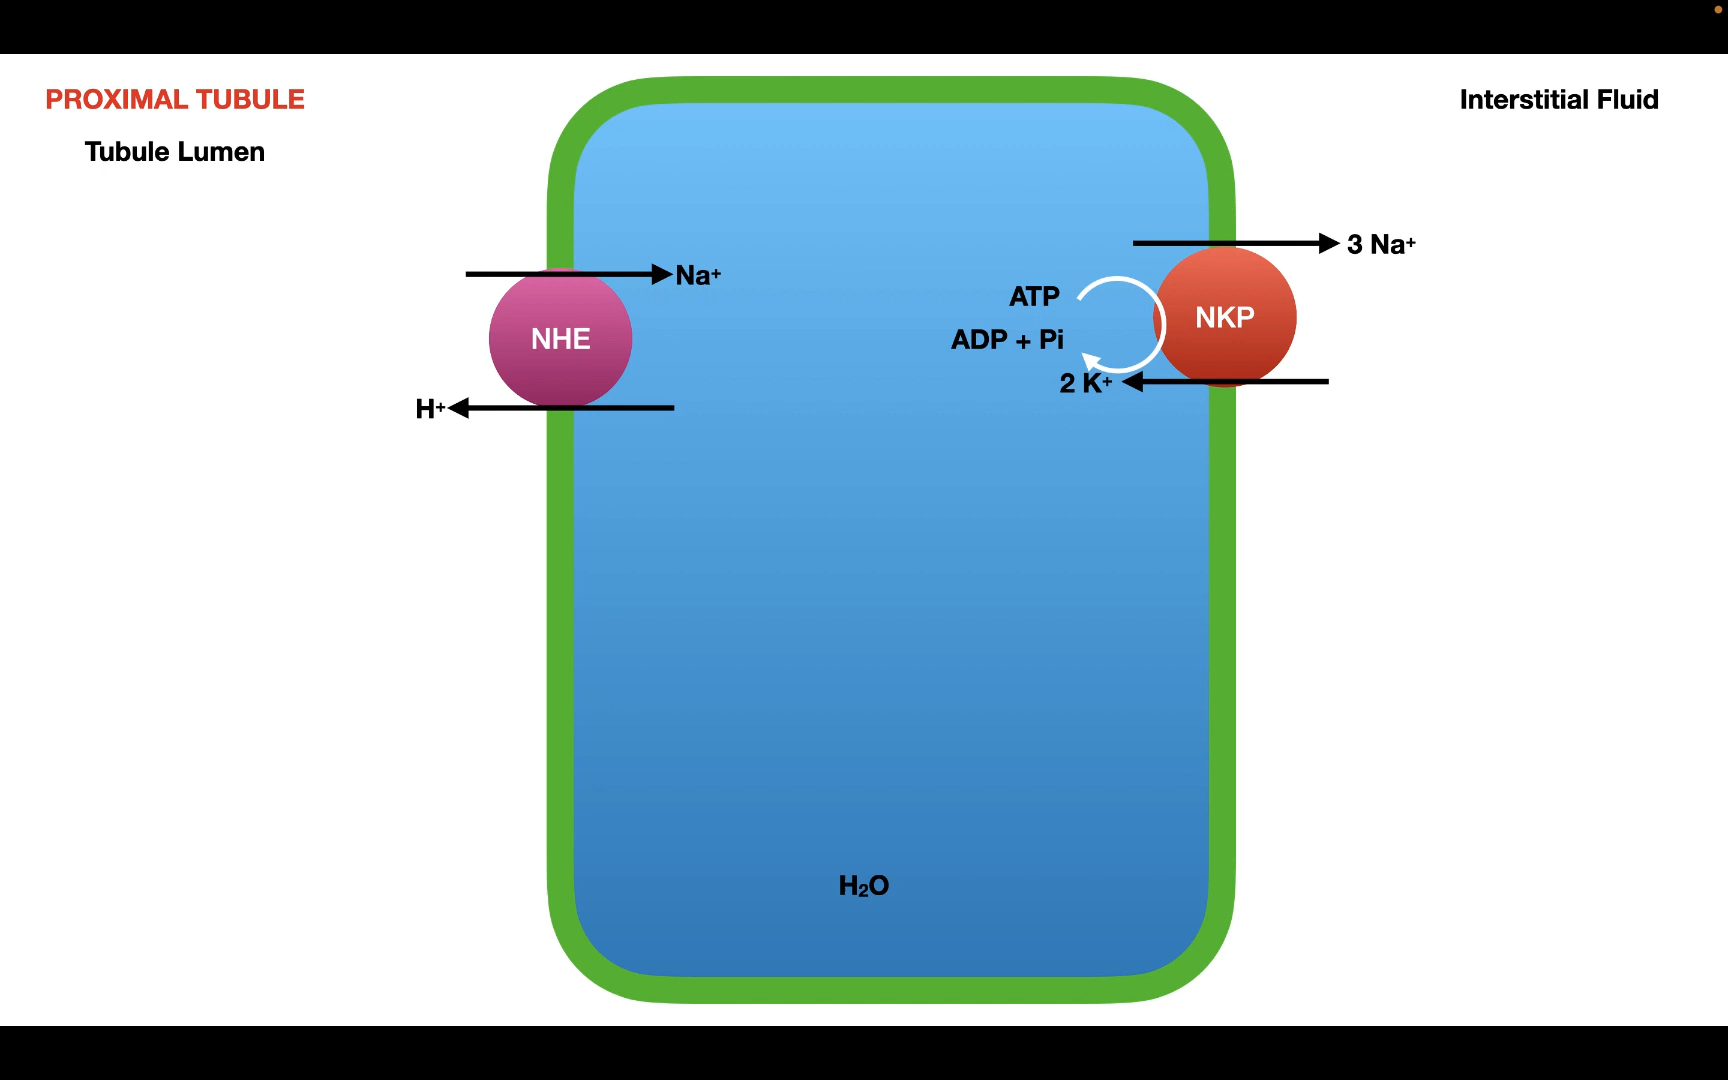 PROXIMAL TUBULE
Tubule Lumen
Interstitial Fluid
Na⁺
NHE
H⁺
3 Na⁺
ATP
NKP
ADP + Pi
2 K⁺
H₂O